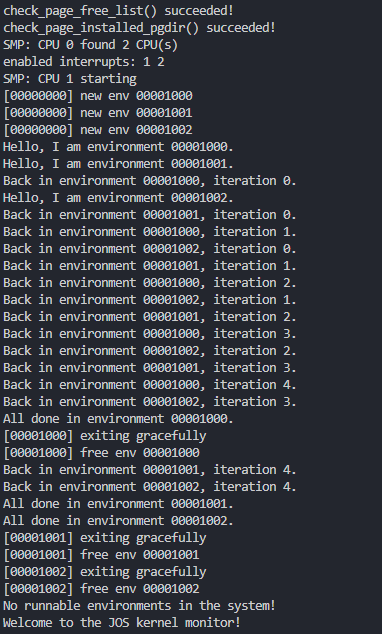 check_page_free_list() succeeded!
check_page_installed_pgdir() succeeded!
SMP: CPU 0 found 2 CPU(s)
enabled interrupts: 1 2
SMP: CPU 1 starting
[00000000] new env 00001000
[00000000] new env 00001001
[00000000] new env 00001002
Hello, I am environment 00001000.
Hello, I am environment 00001001.
Back in environment 00001000, iteration 0.
Hello, I am environment 00001002.
Back in environment 00001001, iteration 0.
Back in environment 00001000, iteration 1.
Back in environment 00001002, iteration 0.
Back in environment 00001001, iteration 1.
Back in environment 00001000, iteration 2.
Back in environment 00001002, iteration 1.
Back in environment 00001001, iteration 2.
Back in environment 00001000, iteration 3.
Back in environment 00001002, iteration 2.
Back in environment 00001001, iteration 3.
Back in environment 00001000, iteration 4.
Back in environment 00001002, iteration 3.
All done in environment 00001000.
[00001000] exiting gracefully
[00001000] free env 00001000
Back in environment 00001001, iteration 4.
Back in environment 00001002, iteration 4.
All done in environment 00001001.
All done in environment 00001002.
[00001001] exiting gracefully
[00001001] free env 00001001
[00001002] exiting gracefully
[00001002] free env 00001002
No runnable environments in the system!
Welcome to the JOS kernel monitor!